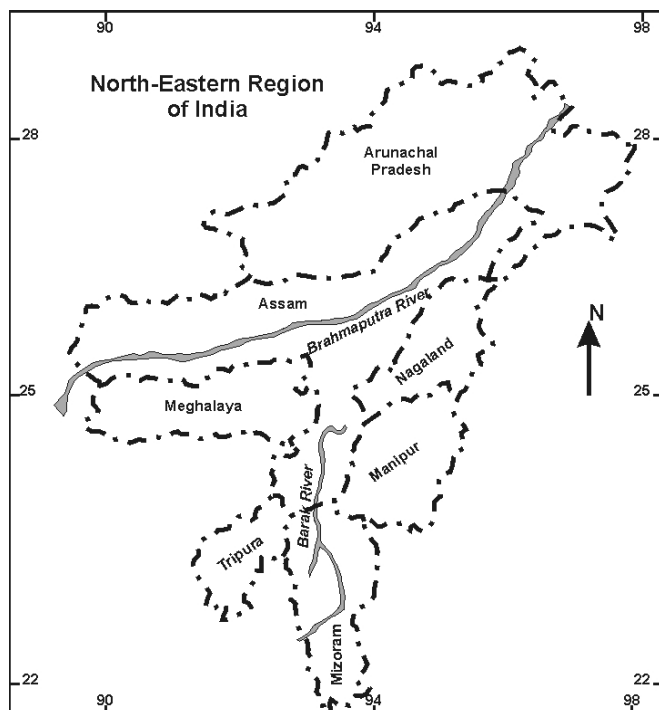 90 94 98
North-Eastern Region
of India
28 28
Arunachal
Pradesh
Assam
Brahmaputra River
N
Nagaland
25 25
Meghalaya
Manipur
Barak River
Tripura
Mizoram
22 22
90 94 98